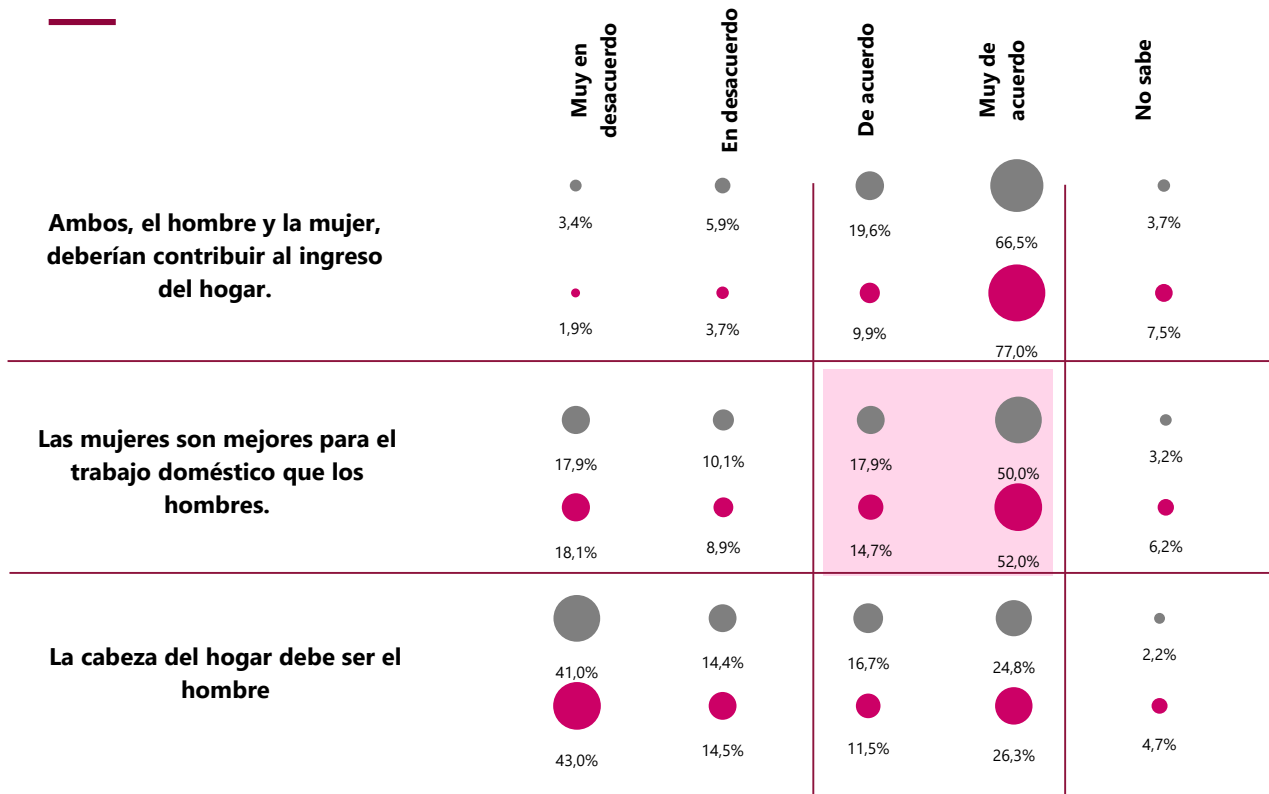 Muy en
desacuerdo
En desacuerdo
De acuerdo
Muy de
acuerdo
No sabe
Ambos, el hombre y la mujer,
deberían contribuir al ingreso
del hogar.
3,4%
5,9%
19,6%
66,5%
3,7%
1,9%
3,7%
9,9%
77,0%
7,5%
Las mujeres son mejores para el
trabajo doméstico que los
hombres.
17,9%
10,1%
17,9%
50,0%
3,2%
18,1%
8,9%
14,7%
52,0%
6,2%
La cabeza del hogar debe ser el
hombre
41,0%
14,4%
16,7%
24,8%
2,2%
43,0%
14,5%
11,5%
26,3%
4,7%